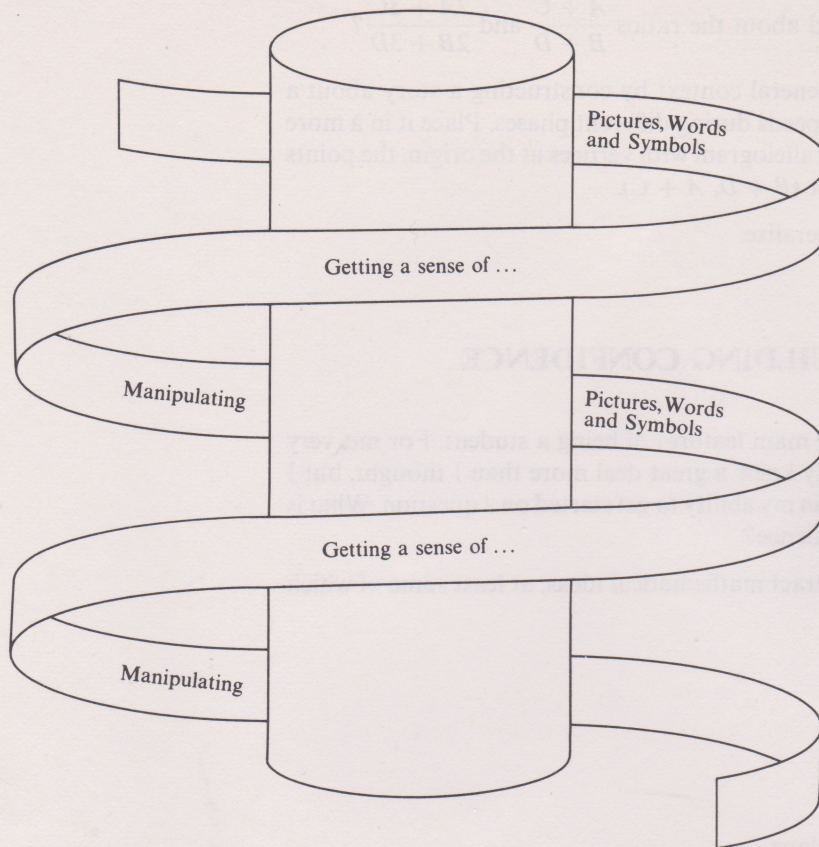 Pictures, Words
and Symbols
Getting a sense of ...
Manipulating
Pictures, Words
and Symbols
Getting a sense of ...
Manipulating